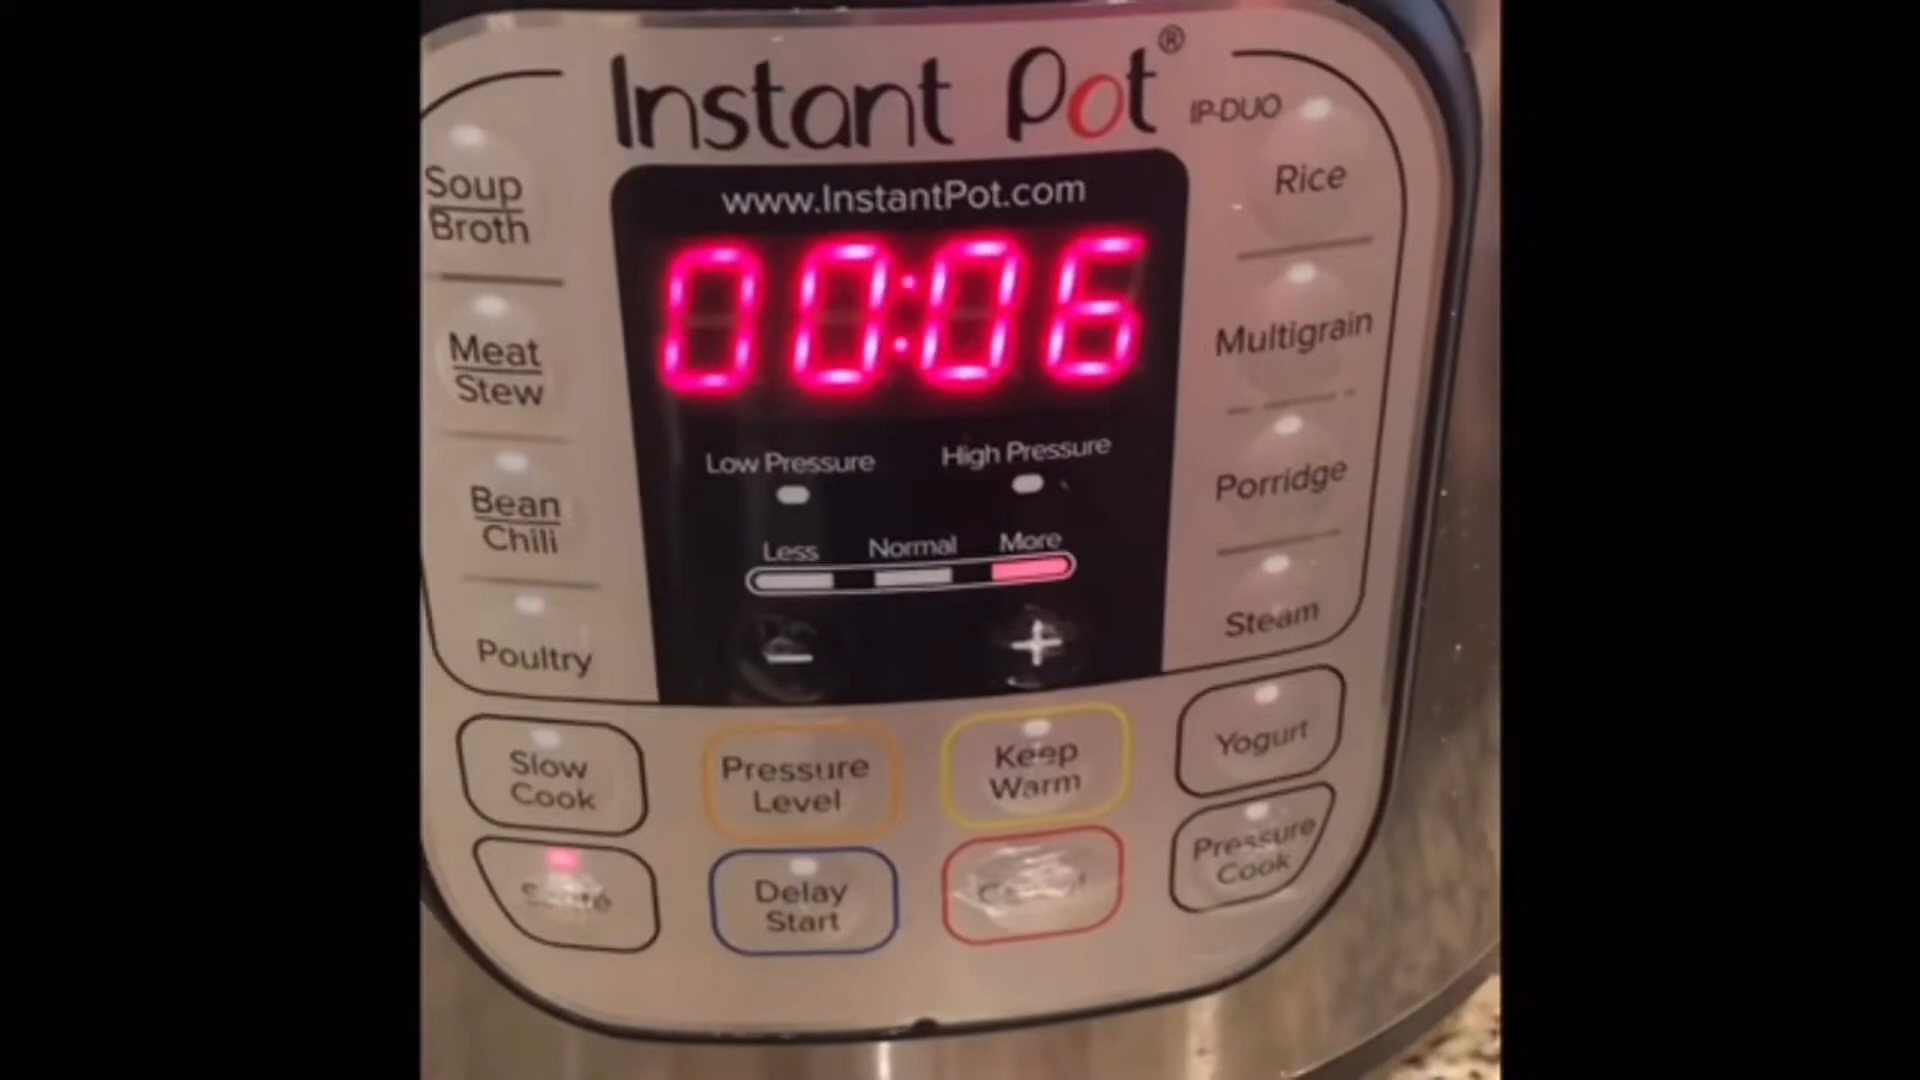 Instant Pot®
IP-DUO
www.InstantPot.com
00:06
Low Pressure
High Pressure
Less
Normal
More
−
+
Soup
Broth
Meat
Stew
Bean
Chili
Poultry
Rice
Multigrain
Porridge
Steam
Slow
Cook
Pressure
Level
Keep
Warm
Yogurt
Sauté
Delay
Start
Pressure
Cook